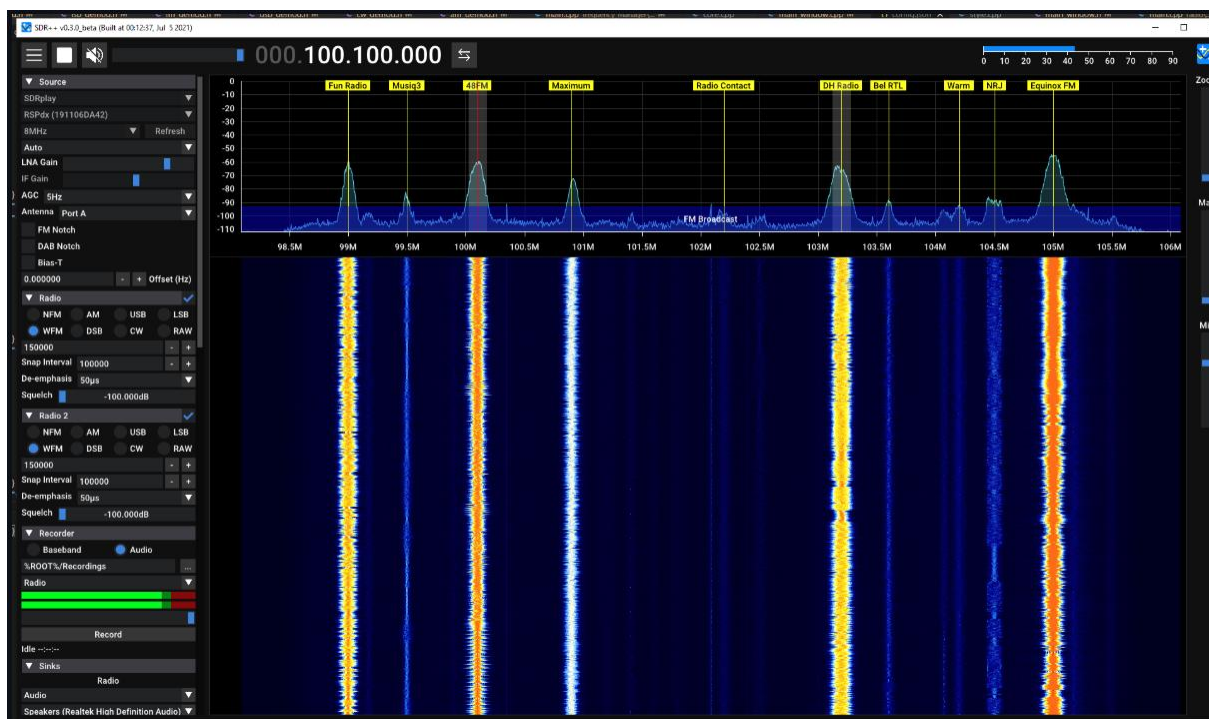 SDR++ v0.3.0_beta (Built at 00:12:37, Jul 5 2021)
000.100.100.000
0 10 20 30 40 50 60 70 80 90
Source
SDRplay
RSPdx (191106DA42)
8MHz Refresh
Auto
LNA Gain
IF Gain
AGC 5Hz
Antenna Port A
FM Notch
DAB Notch
Bias-T
0.000000 - + Offset (Hz)
Radio
NFM AM USB LSB
WFM DSB CW RAW
150000 - +
Snap Interval 100000 - +
De-emphasis 50µs
Squelch -100.000dB
Radio 2
NFM AM USB LSB
WFM DSB CW RAW
150000 - +
Snap Interval 100000 - +
De-emphasis 50µs
Squelch -100.000dB
Recorder
Baseband Audio
%ROOT%/Recordings ...
Radio
Record
Idle --:--:--
Sinks
Radio
Audio
Speakers (Realtek High Definition Audio)
Fun Radio Musiq3 48FM Maximum Radio Contact DH Radio Bel RTL Warm NRJ Equinox FM
0
-10
-20
-30
-40
-50
-60
-70
-80
-90
-100
-110
FM Broadcast
98.5M 99M 99.5M 100M 100.5M 101M 101.5M 102M 102.5M 103M 103.5M 104M 104.5M 105M 105.5M 106M
Zoo
Ma
Mi